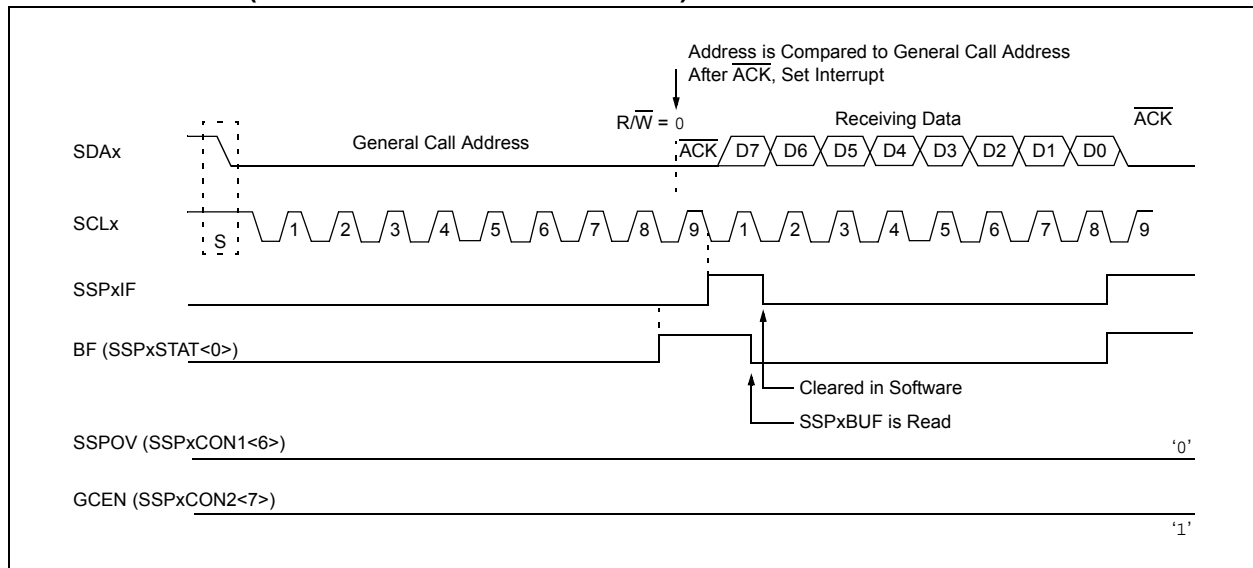 Address is Compared to General Call Address
After ACK, Set Interrupt
R/W = 0
Receiving Data
ACK
SDAx
General Call Address
ACK D7 D6 D5 D4 D3 D2 D1 D0
SCLx
S
1 2 3 4 5 6 7 8 9 1 2 3 4 5 6 7 8 9
SSPxIF
BF (SSPxSTAT<0>)
Cleared in Software
SSPxBUF is Read
SSPOV (SSPxCON1<6>)
‘0’
GCEN (SSPxCON2<7>)
‘1’